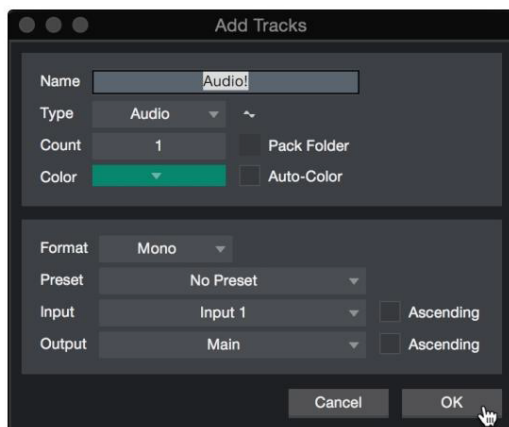 Add Tracks
Name Audio!
Type Audio
Count 1 Pack Folder
Color Auto-Color
Format Mono
Preset No Preset
Input Input 1 Ascending
Output Main Ascending
Cancel OK